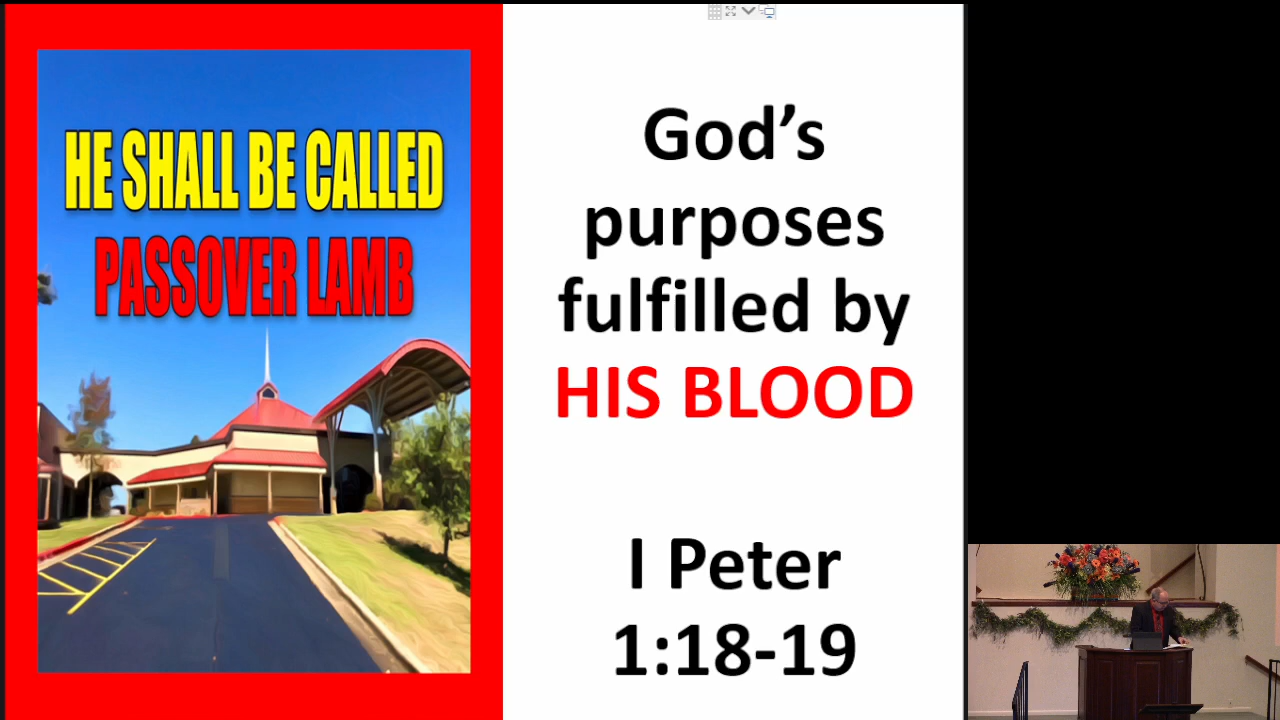 HE SHALL BE CALLED
PASSOVER LAMB
God’s
purposes
fulfilled by
HIS BLOOD
I Peter
1:18-19